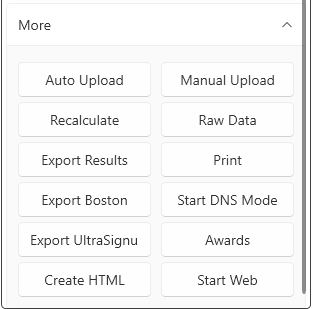 More
Auto Upload Manual Upload
Recalculate Raw Data
Export Results Print
Export Boston Start DNS Mode
Export UltraSignu Awards
Create HTML Start Web